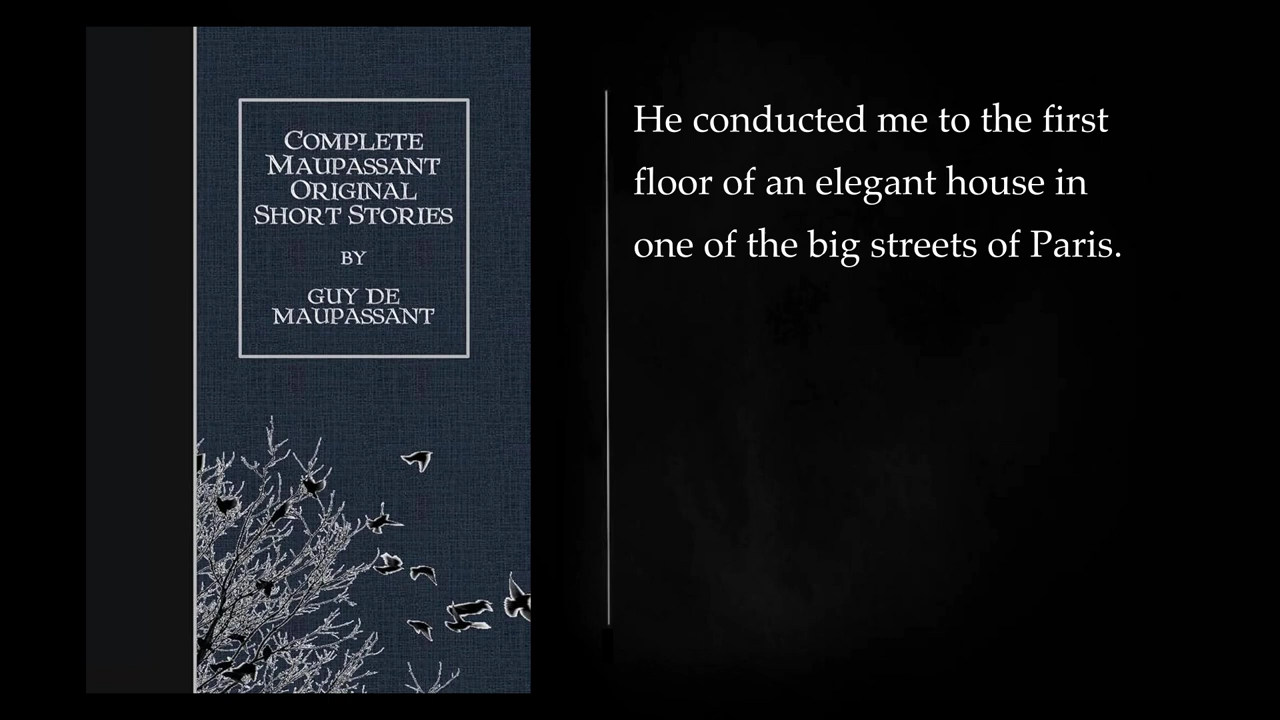 COMPLETE
MAUPASSANT
ORIGINAL
SHORT STORIES
BY
GUY DE
MAUPASSANT
He conducted me to the first
floor of an elegant house in
one of the big streets of Paris.